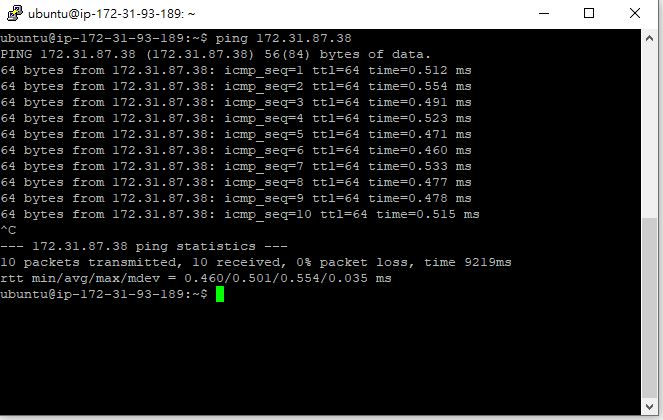 ubuntu@ip-172-31-93-189: ~
ubuntu@ip-172-31-93-189:~$ ping 172.31.87.38
PING 172.31.87.38 (172.31.87.38) 56(84) bytes of data.
64 bytes from 172.31.87.38: icmp_seq=1 ttl=64 time=0.512 ms
64 bytes from 172.31.87.38: icmp_seq=2 ttl=64 time=0.554 ms
64 bytes from 172.31.87.38: icmp_seq=3 ttl=64 time=0.491 ms
64 bytes from 172.31.87.38: icmp_seq=4 ttl=64 time=0.523 ms
64 bytes from 172.31.87.38: icmp_seq=5 ttl=64 time=0.471 ms
64 bytes from 172.31.87.38: icmp_seq=6 ttl=64 time=0.460 ms
64 bytes from 172.31.87.38: icmp_seq=7 ttl=64 time=0.533 ms
64 bytes from 172.31.87.38: icmp_seq=8 ttl=64 time=0.477 ms
64 bytes from 172.31.87.38: icmp_seq=9 ttl=64 time=0.478 ms
64 bytes from 172.31.87.38: icmp_seq=10 ttl=64 time=0.515 ms
^C
--- 172.31.87.38 ping statistics ---
10 packets transmitted, 10 received, 0% packet loss, time 9219ms
rtt min/avg/max/mdev = 0.460/0.501/0.554/0.035 ms
ubuntu@ip-172-31-93-189:~$